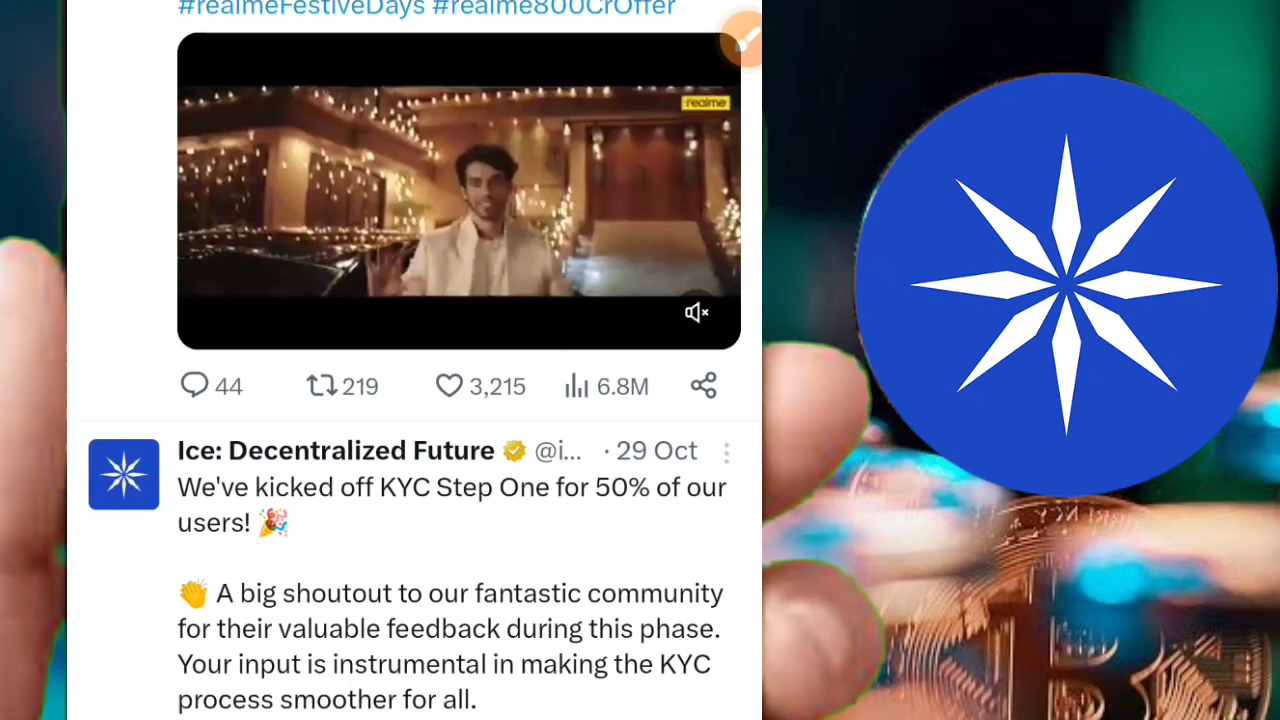 #realmeFestiveDays #realme800CrOffer
realme
44 219 3,215 6.8M
Ice: Decentralized Future @i... · 29 Oct
We've kicked off KYC Step One for 50% of our
users! 🎉
👏 A big shoutout to our fantastic community
for their valuable feedback during this phase.
Your input is instrumental in making the KYC
process smoother for all.